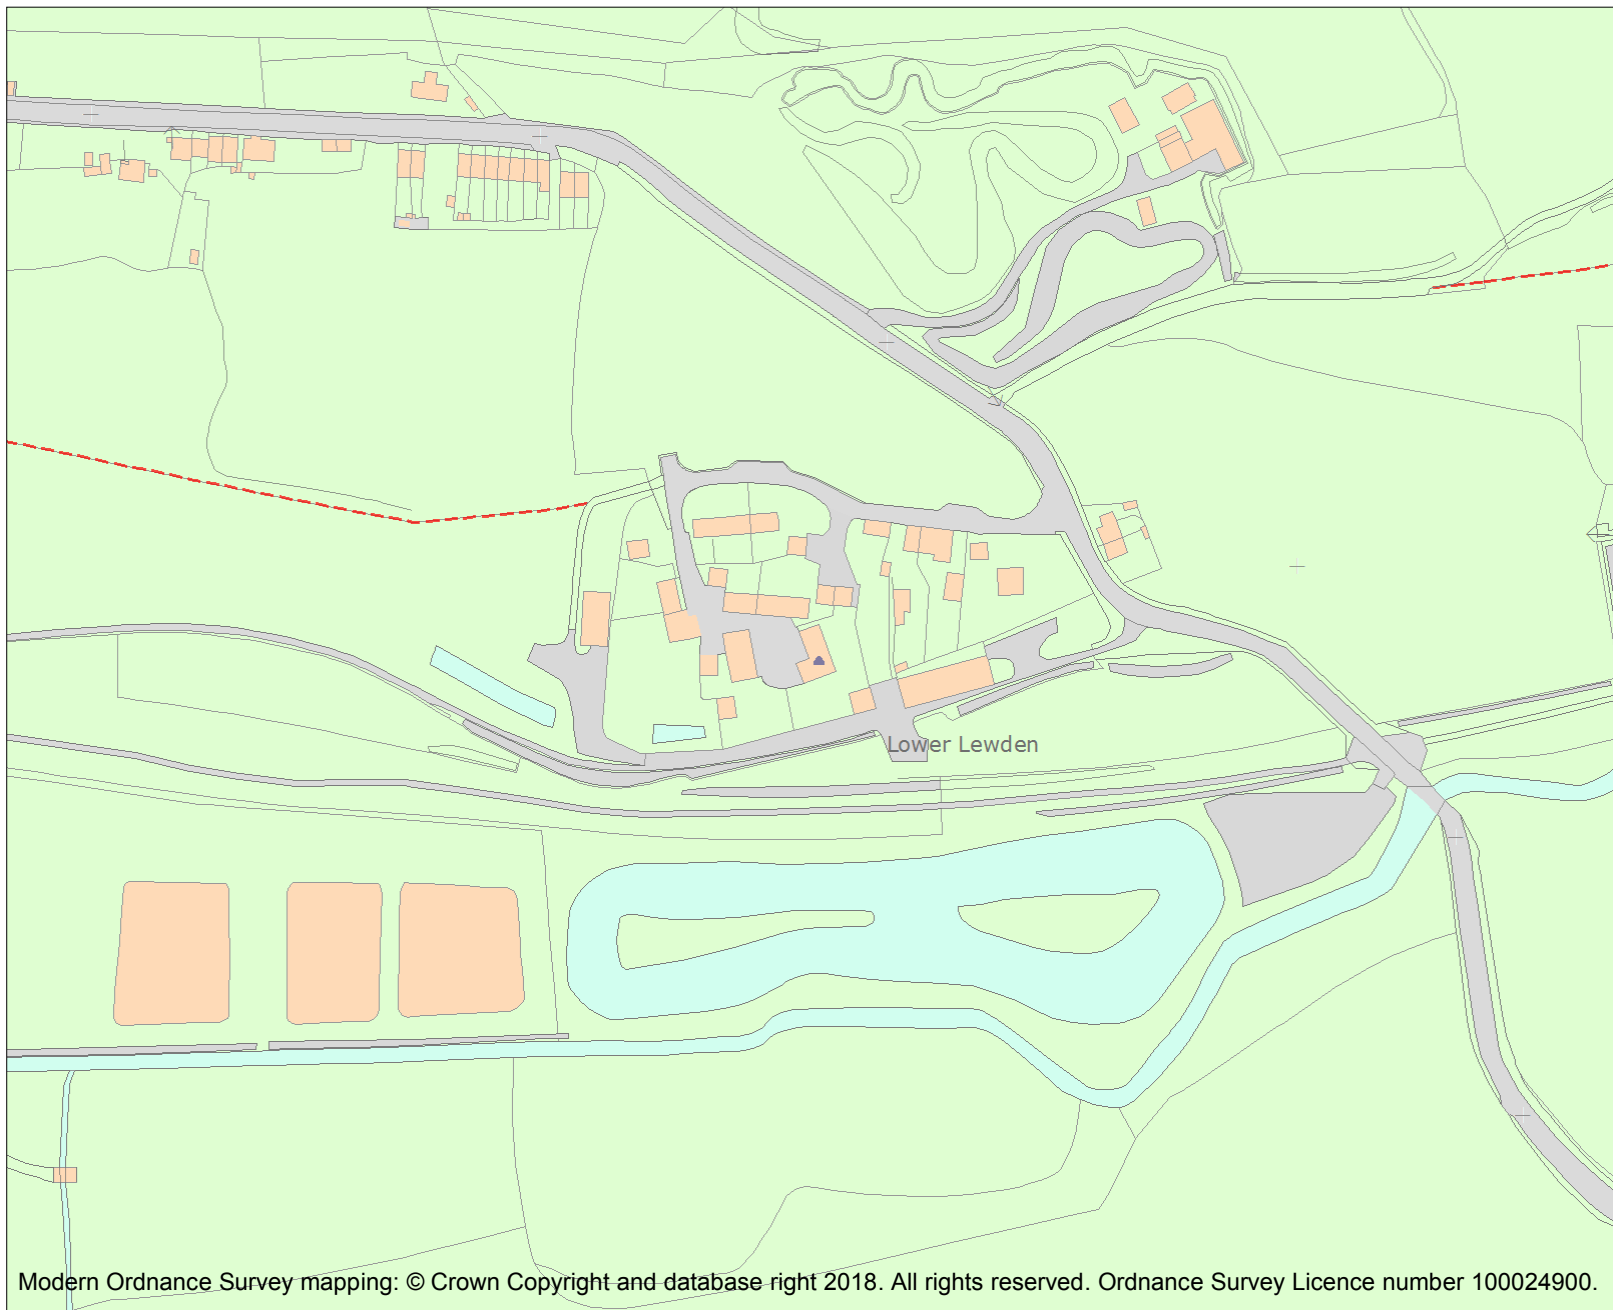 Lower Lewden
Modern Ordnance Survey mapping: © Crown Copyright and database right 2018. All rights reserved. Ordnance Survey Licence number 100024900.